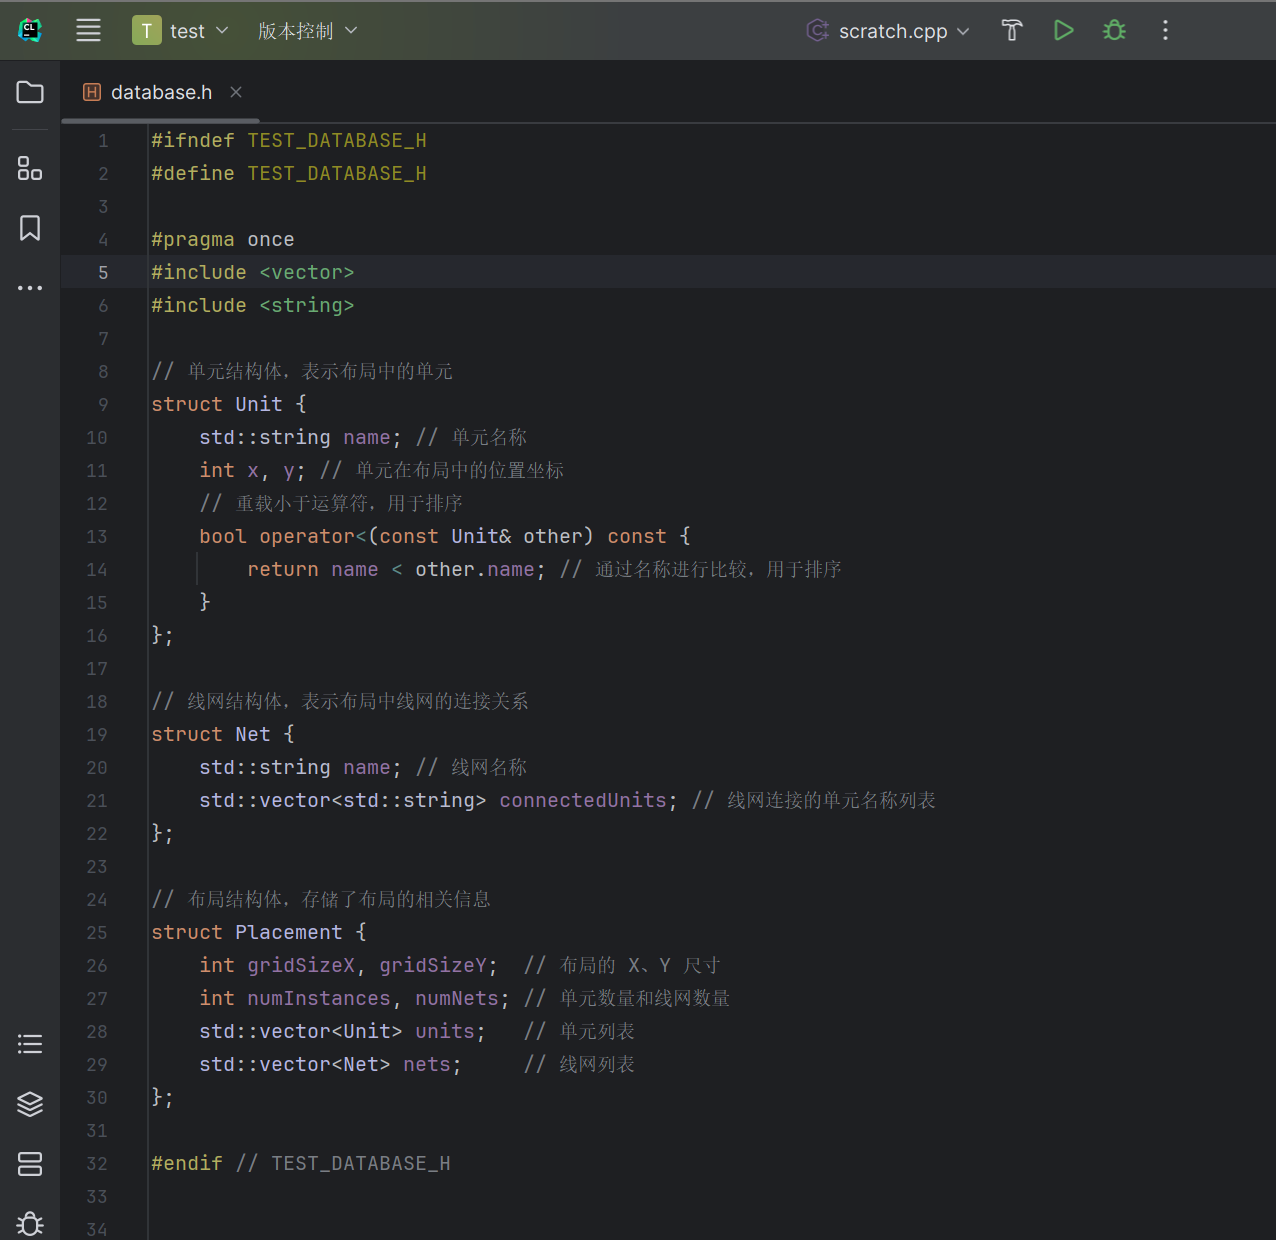 CL
T test 版本控制 scratch.cpp
H database.h
1 #ifndef TEST_DATABASE_H
2 #define TEST_DATABASE_H
3
4 #pragma once
5 #include <vector>
6 #include <string>
7
8 // 单元结构体，表示布局中的单元
9 struct Unit {
10     std::string name; // 单元名称
11     int x, y; // 单元在布局中的位置坐标
12     // 重载小于运算符，用于排序
13     bool operator<(const Unit& other) const {
14         return name < other.name; // 通过名称进行比较，用于排序
15     }
16 };
17
18 // 线网结构体，表示布局中线网的连接关系
19 struct Net {
20     std::string name; // 线网名称
21     std::vector<std::string> connectedUnits; // 线网连接的单元名称列表
22 };
23
24 // 布局结构体，存储了布局的相关信息
25 struct Placement {
26     int gridSizeX, gridSizeY;  // 布局的 X、Y 尺寸
27     int numInstances, numNets; // 单元数量和线网数量
28     std::vector<Unit> units;   // 单元列表
29     std::vector<Net> nets;     // 线网列表
30 };
31
32 #endif // TEST_DATABASE_H
33
34